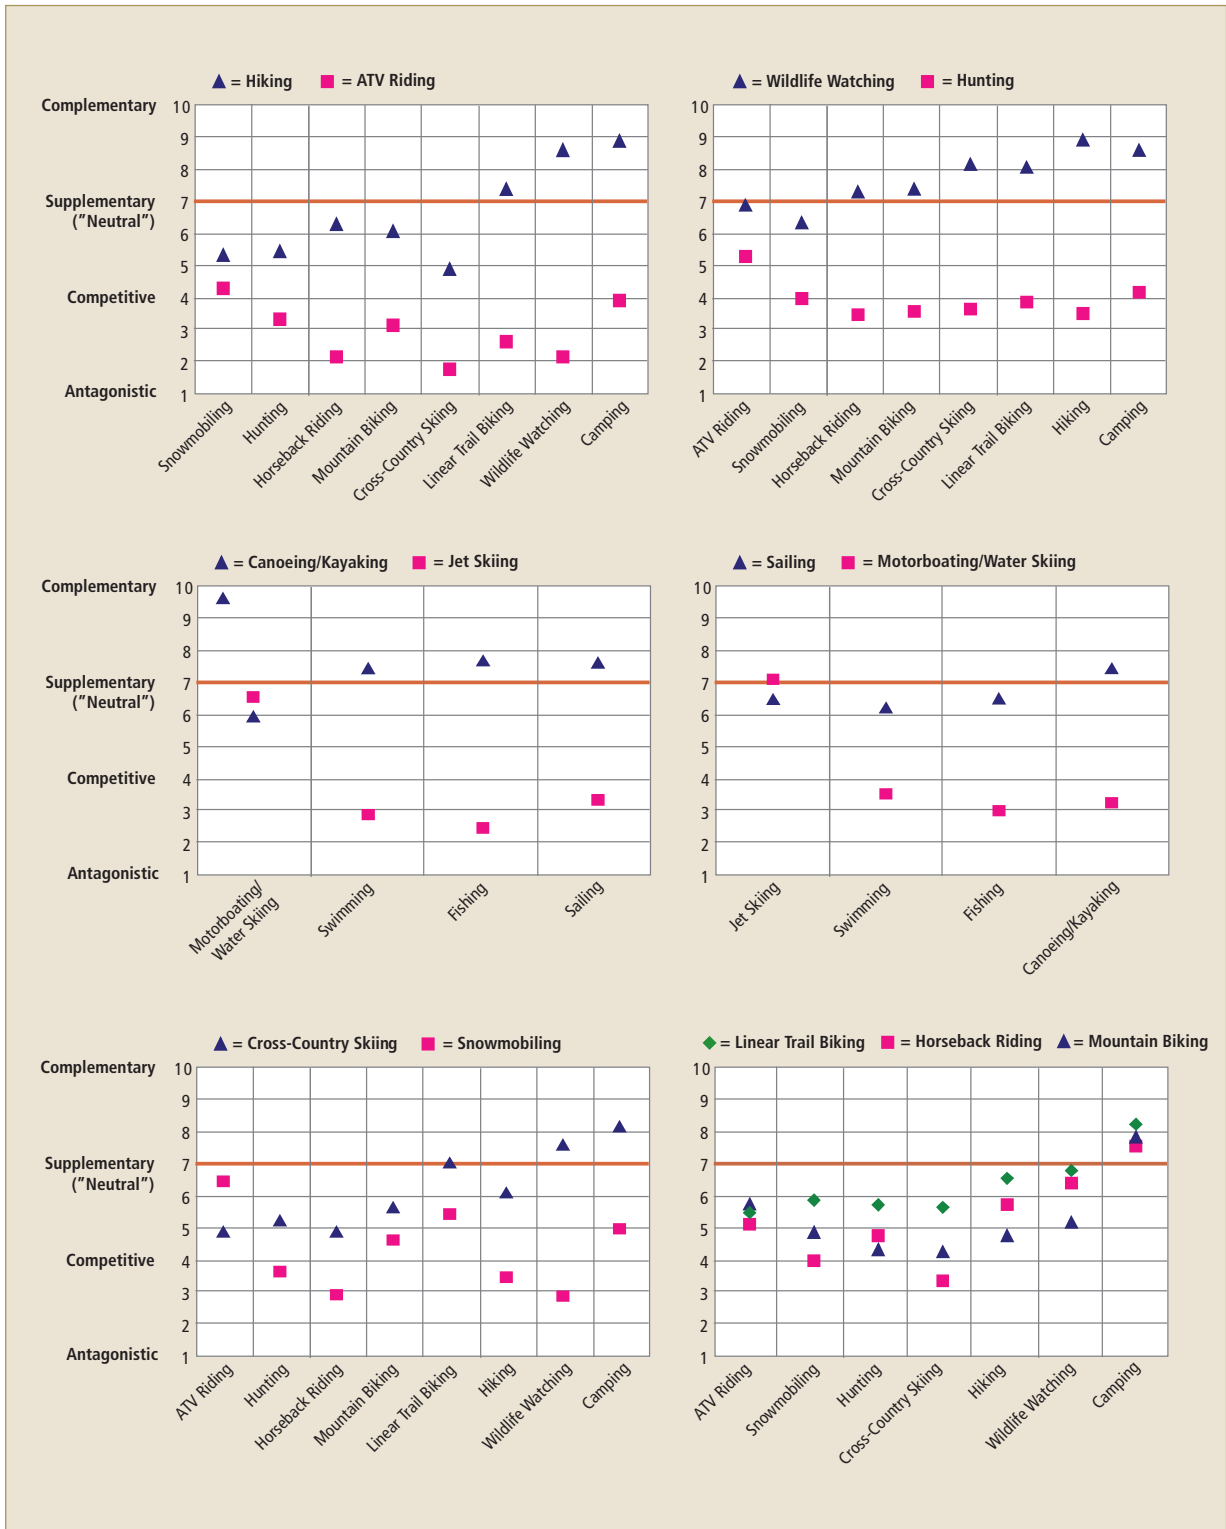 = Hiking = ATV Riding
Complementary
Supplementary
(”Neutral”)
Competitive
Antagonistic
10
9
8
7
6
5
4
3
2
1
Snowmobiling
Hunting
Horseback Riding
Mountain Biking
Cross-Country Skiing
Linear Trail Biking
Wildlife Watching
Camping
= Wildlife Watching = Hunting
10
9
8
7
6
5
4
3
2
1
ATV Riding
Snowmobiling
Horseback Riding
Mountain Biking
Cross-Country Skiing
Linear Trail Biking
Hiking
Camping
= Canoeing/Kayaking = Jet Skiing
Complementary
Supplementary
(”Neutral”)
Competitive
Antagonistic
10
9
8
7
6
5
4
3
2
1
Motorboating/
Water Skiing
Swimming
Fishing
Sailing
= Sailing = Motorboating/Water Skiing
10
9
8
7
6
5
4
3
2
1
Jet Skiing
Swimming
Fishing
Canoeing/Kayaking
= Cross-Country Skiing = Snowmobiling
Complementary
Supplementary
(”Neutral”)
Competitive
Antagonistic
10
9
8
7
6
5
4
3
2
1
ATV Riding
Hunting
Horseback Riding
Mountain Biking
Linear Trail Biking
Hiking
Wildlife Watching
Camping
= Linear Trail Biking = Horseback Riding = Mountain Biking
10
9
8
7
6
5
4
3
2
1
ATV Riding
Snowmobiling
Hunting
Cross-Country Skiing
Hiking
Wildlife Watching
Camping